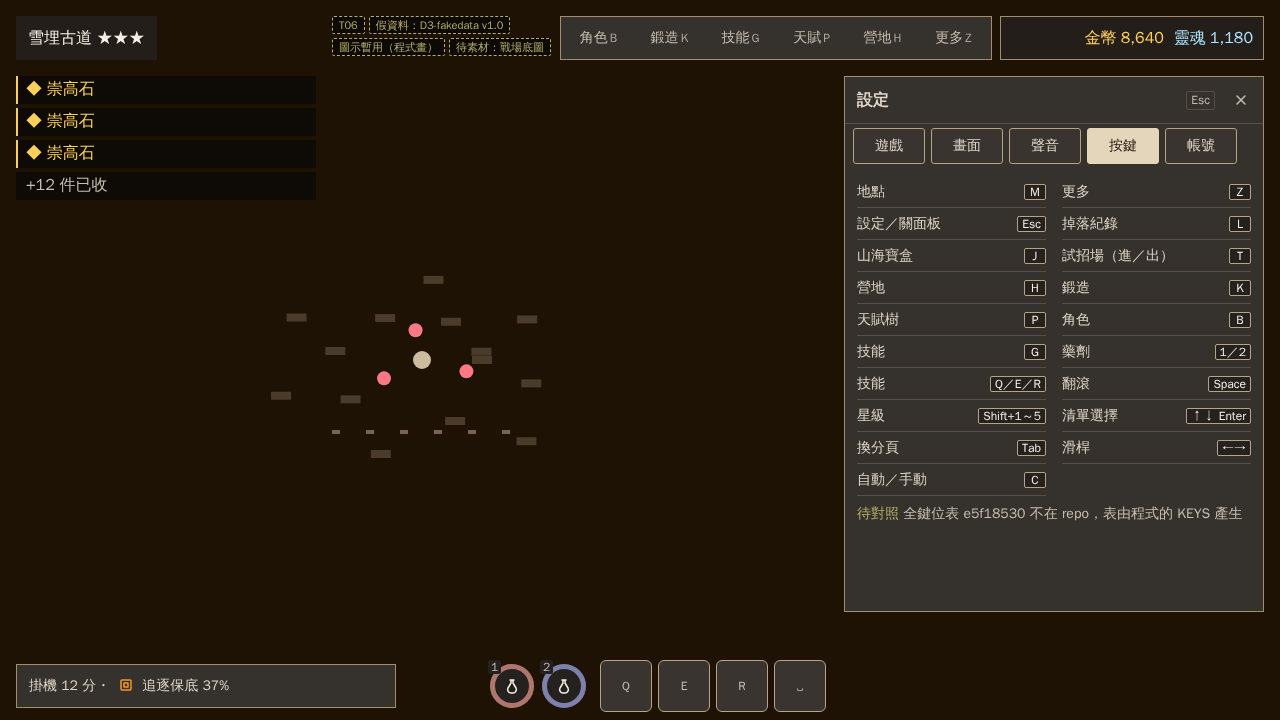 雪埋古道 ★★★
T06 假資料：D3-fakedata v1.0
圖示暫用（程式畫） 待素材：戰場底圖
角色B 鍛造K 技能G 天賦P 營地H 更多Z
金幣 8,640 靈魂 1,180
◆ 崇高石
◆ 崇高石
◆ 崇高石
+12 件已收
設定 Esc ✕
遊戲 畫面 聲音 按鍵 帳號
地點 M 更多 Z
設定／關面板 Esc 掉落紀錄 L
山海寶盒 J 試招場（進／出） T
營地 H 鍛造 K
天賦樹 P 角色 B
技能 G 藥劑 1／2
技能 Q／E／R 翻滾 Space
星級 Shift+1～5 清單選擇 ↑↓ Enter
換分頁 Tab 滑桿 ←→
自動／手動 C
待對照 全鍵位表 e5f18530 不在 repo，表由程式的 KEYS 產生
掛機 12 分· 追逐保底 37%
1 2 Q E R ␣